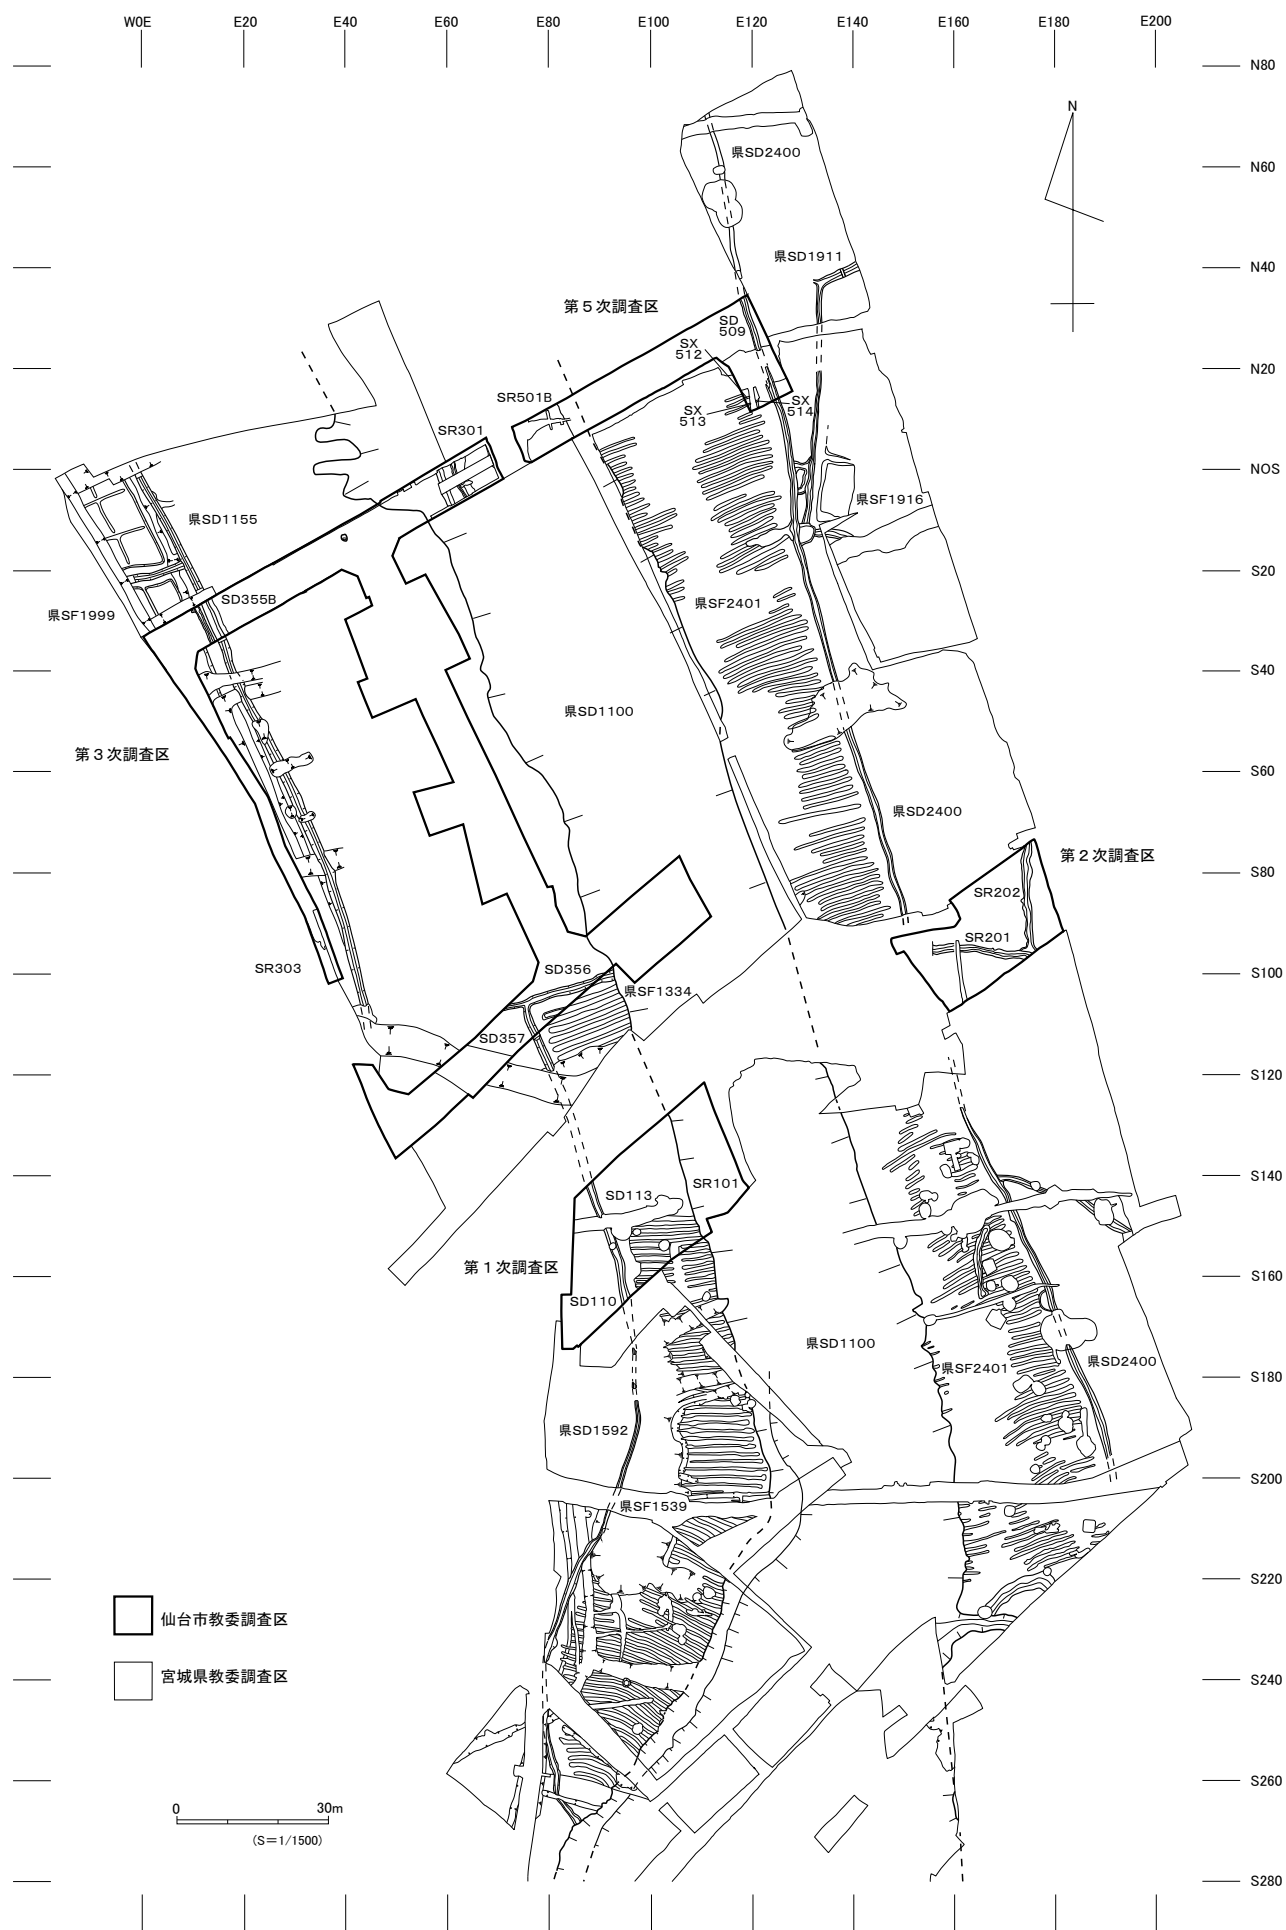 W0E E20 E40 E60 E80 E100 E120 E140 E160 E180 E200
N80
N
県SD2400
N60
県SD1911
N40
第5次調査区
SD
509
SX
512
N20
SR501B
SX
513
SX
514
SR301
N0S
県SF1916
県SD1155
S20
SD355B
県SF2401
県SF1999
S40
県SD1100
第3次調査区
S60
県SD2400
第2次調査区
S80
SR202
SR201
SR303
SD356
S100
県SF1334
SD357
S120
S140
SR101
SD113
第1次調査区
S160
SD110
県SD1100
県SD2400
県SF2401
S180
県SD1592
S200
県SF1539
S220
仙台市教委調査区
宮城県教委調査区
S240
S260
0 30m
(S=1/1500)
S280